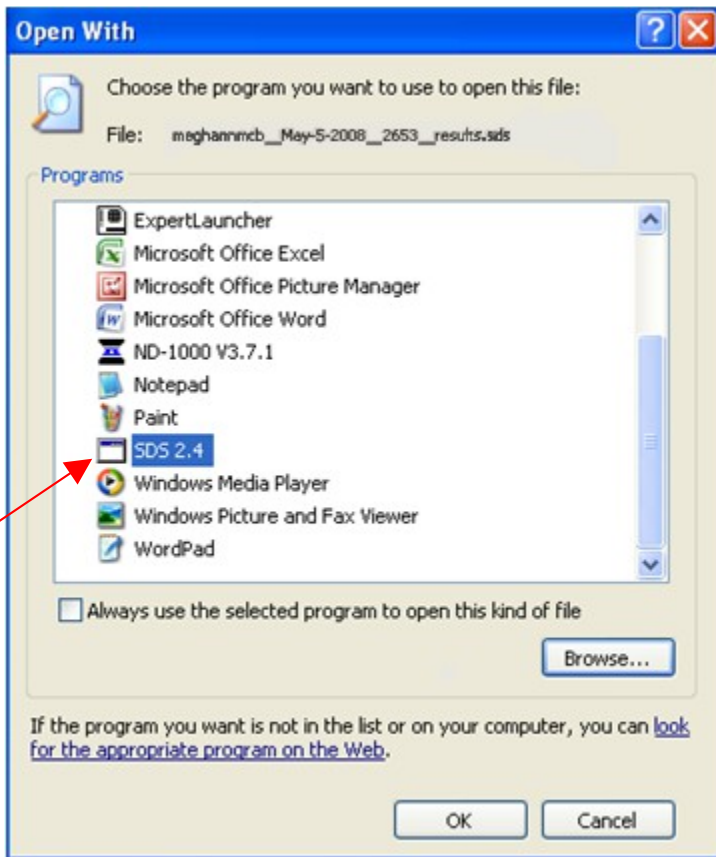 Open With
Choose the program you want to use to open this file:
File: meghannmcb__May-5-2008__2653__results.sds
Programs
ExpertLauncher
Microsoft Office Excel
Microsoft Office Picture Manager
Microsoft Office Word
ND-1000 V3.7.1
Notepad
Paint
SDS 2.4
Windows Media Player
Windows Picture and Fax Viewer
WordPad
Always use the selected program to open this kind of file
Browse...
If the program you want is not in the list or on your computer, you can look
for the appropriate program on the Web.
OK Cancel